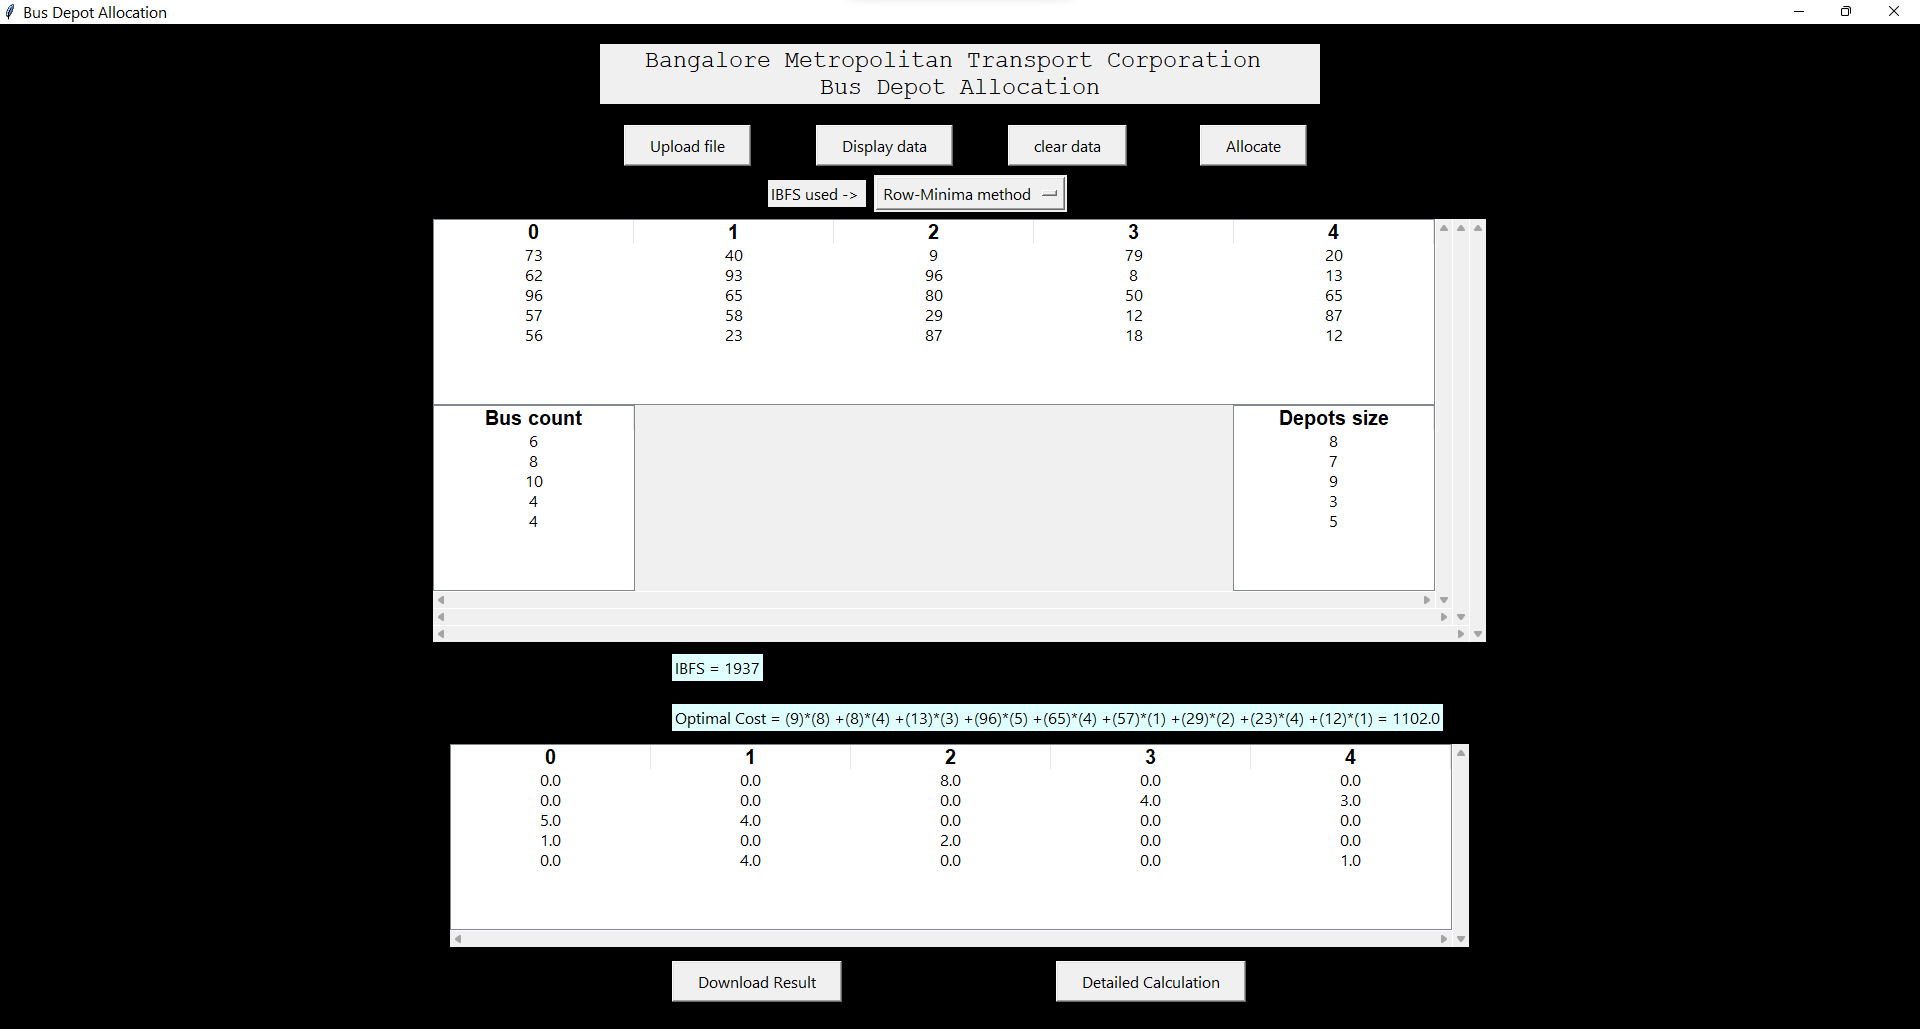 Bus Depot Allocation
Bangalore Metropolitan Transport Corporation
Bus Depot Allocation
Upload file Display data clear data Allocate
IBFS used -> Row-Minima method
0 1 2 3 4
73 40 9 79 20
62 93 96 8 13
96 65 80 50 65
57 58 29 12 87
56 23 87 18 12
Bus count Depots size
6 8
8 7
10 9
4 3
4 5
IBFS = 1937
Optimal Cost = (9)*(8) +(8)*(4) +(13)*(3) +(96)*(5) +(65)*(4) +(57)*(1) +(29)*(2) +(23)*(4) +(12)*(1) = 1102.0
0 1 2 3 4
0.0 0.0 8.0 0.0 0.0
0.0 0.0 0.0 4.0 3.0
5.0 4.0 0.0 0.0 0.0
1.0 0.0 2.0 0.0 0.0
0.0 4.0 0.0 0.0 1.0
Download Result Detailed Calculation